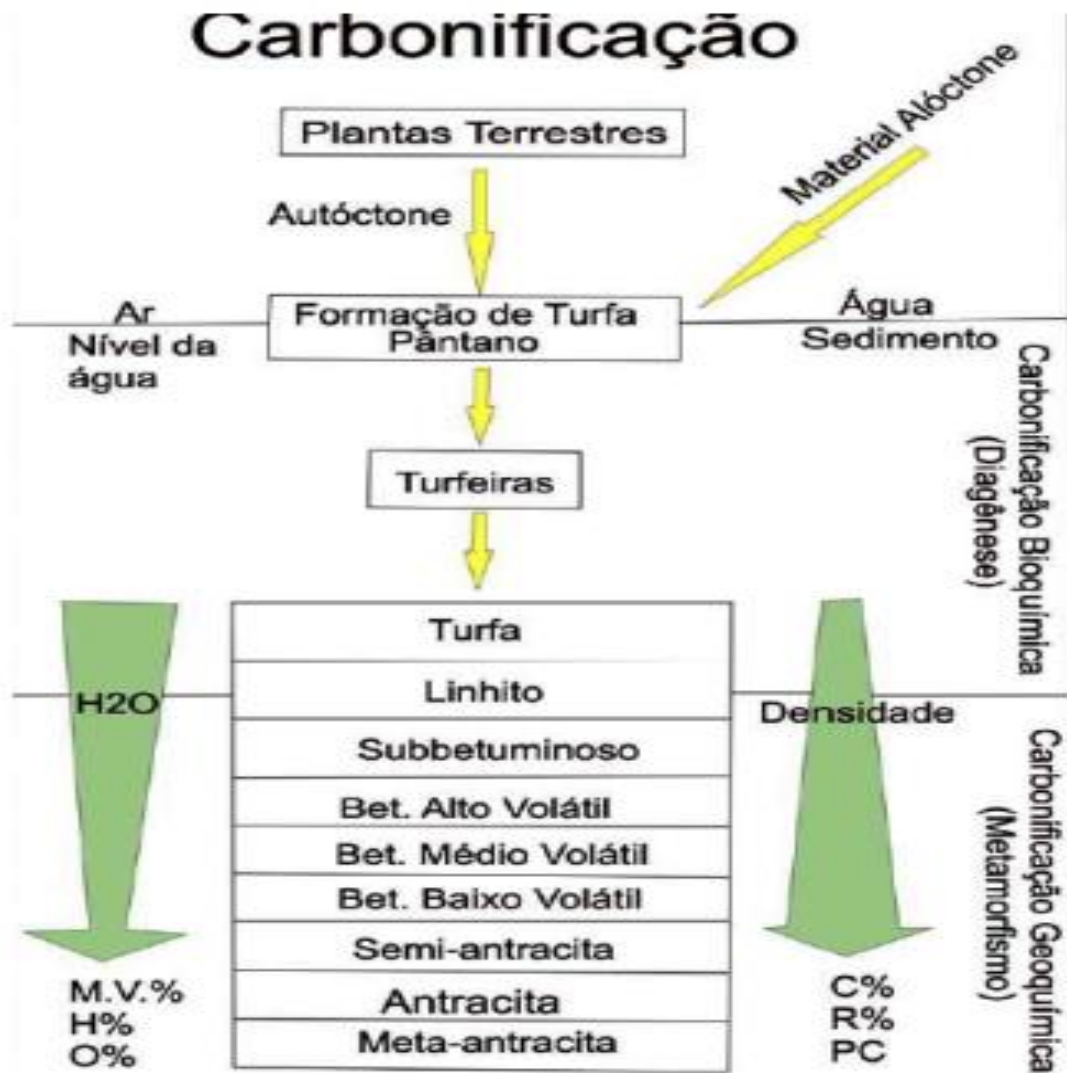 Carbonificação
Plantas Terrestres
Material Alóctone
Autóctone
Ar
Formação de Turfa
Pântano
Água
Nível da
água
Sedimento
Carbonificação Bioquímica
(Diagênese)
Turfeiras
Turfa
Linhito
H2O
Densidade
Subbetuminoso
Bet. Alto Volátil
Bet. Médio Volátil
Bet. Baixo Volátil
Semi-antracita
Antracita
Meta-antracita
Carbonificação Geoquímica
(Metamorfismo)
M.V.%
H%
O%
C%
R%
PC